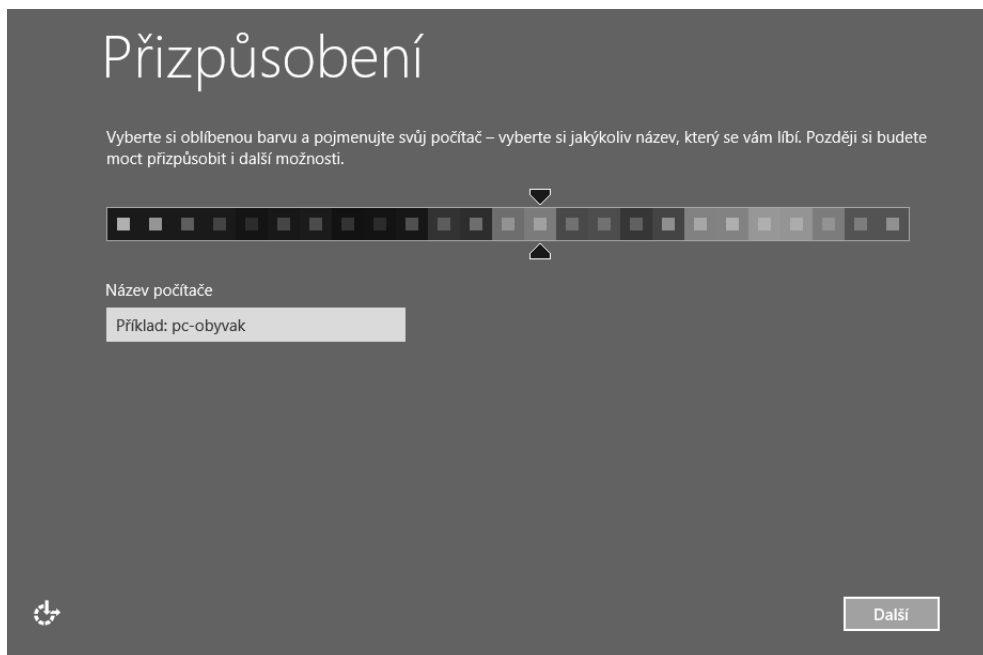 Přizpůsobení
Vyberte si oblíbenou barvu a pojmenujte svůj počítač – vyberte si jakýkoliv název, který se vám líbí. Později si budete
moct přizpůsobit i další možnosti.
Název počítače
Příklad: pc-obyvak
Další